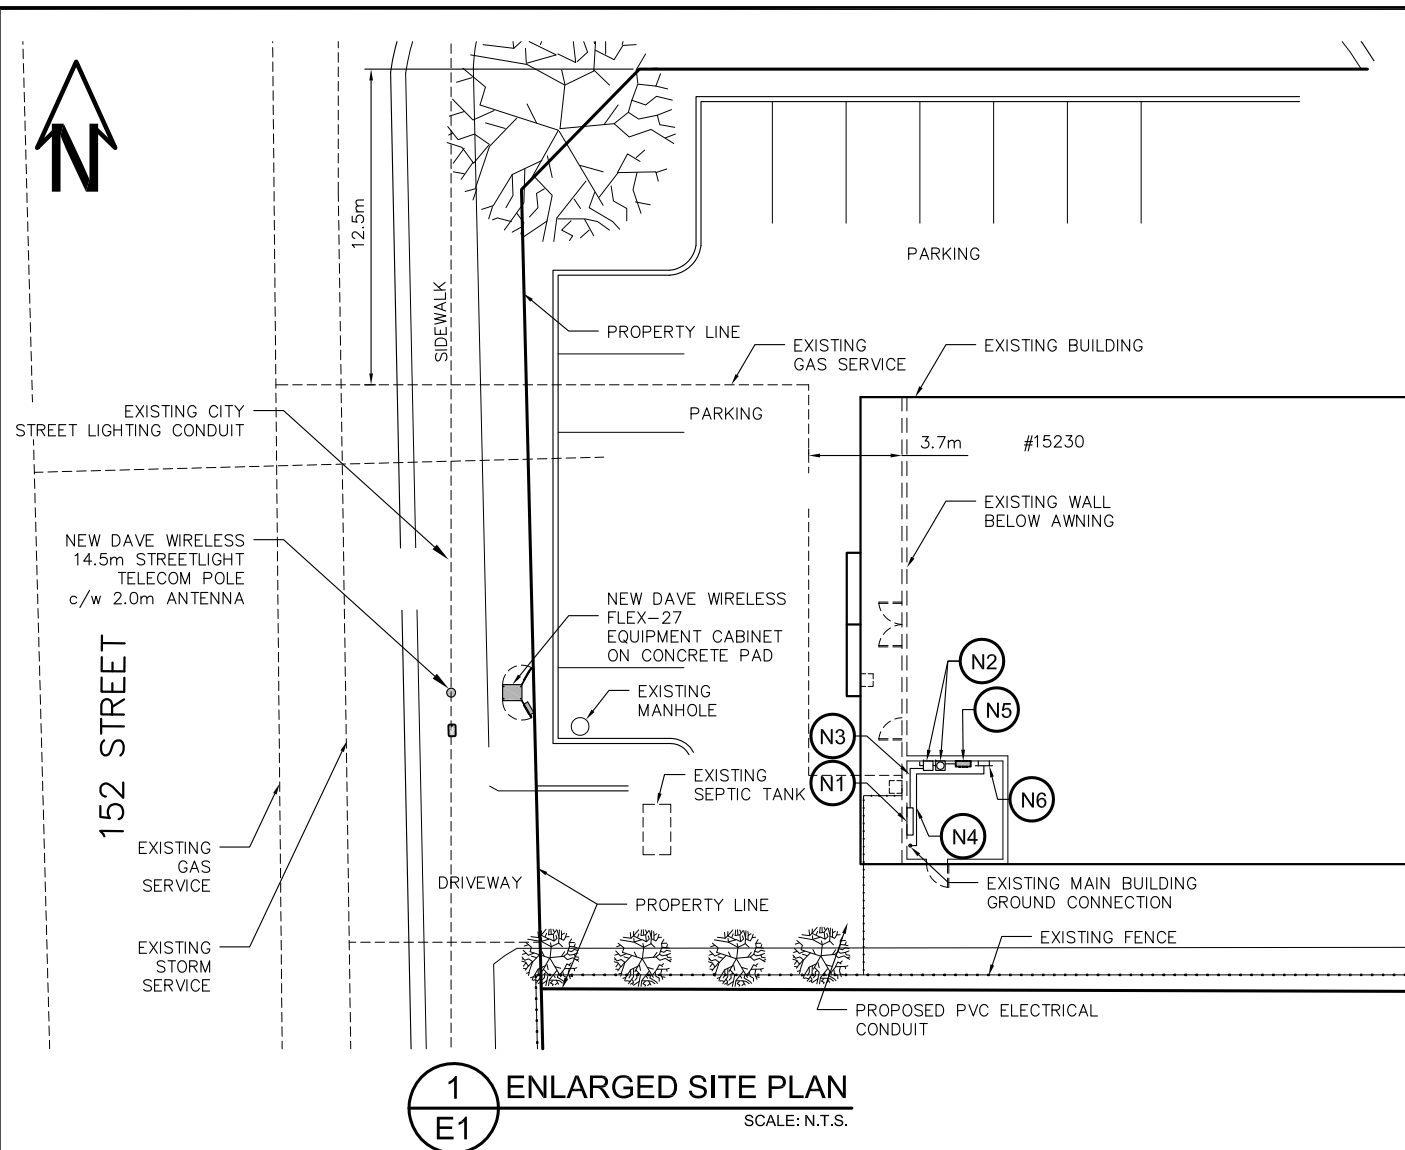 N
12.5m
SIDEWALK
PARKING
PROPERTY LINE
EXISTING
GAS SERVICE
EXISTING BUILDING
EXISTING CITY
STREET LIGHTING CONDUIT
PARKING
3.7m
#15230
EXISTING WALL
BELOW AWNING
NEW DAVE WIRELESS
14.5m STREETLIGHT
TELECOM POLE
c/w 2.0m ANTENNA
NEW DAVE WIRELESS
FLEX-27
EQUIPMENT CABINET
ON CONCRETE PAD
152 STREET
EXISTING
MANHOLE
N2
N5
N3
N1
N6
N4
EXISTING
SEPTIC TANK
EXISTING
GAS
SERVICE
DRIVEWAY
PROPERTY LINE
EXISTING MAIN BUILDING
GROUND CONNECTION
EXISTING FENCE
EXISTING
STORM
SERVICE
PROPOSED PVC ELECTRICAL
CONDUIT
1
E1
ENLARGED SITE PLAN
SCALE: N.T.S.